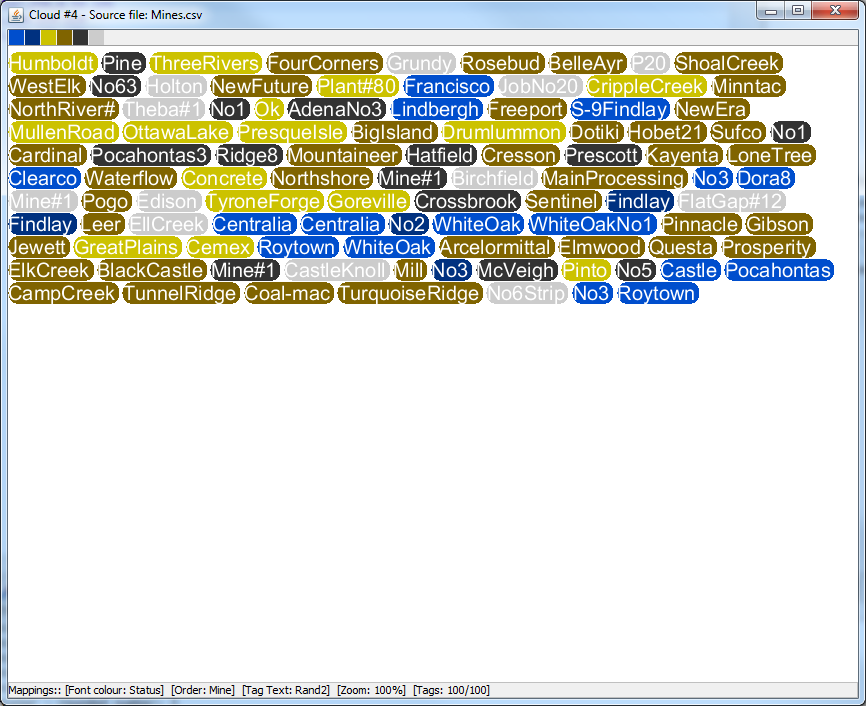 Cloud #4 - Source file: Mines.csv
Humboldt Pine ThreeRivers FourCorners Grundy Rosebud BelleAyr P20 ShoalCreek
WestElk No63 Holton NewFuture Plant#80 Francisco JobNo20 CrippleCreek Minntac
NorthRiver# Theba#1 No1 Ok AdenaNo3 Lindbergh Freeport S-9Findlay NewEra
MullenRoad OttawaLake PresqueIsle BigIsland Drumlummon Dotiki Hobet21 Sufco No1
Cardinal Pocahontas3 Ridge8 Mountaineer Hatfield Cresson Prescott Kayenta LoneTree
Clearco Waterflow Concrete Northshore Mine#1 Birchfield MainProcessing No3 Dora8
Mine#1 Pogo Edison TyroneForge Goreville Crossbrook Sentinel Findlay FlatGap#12
Findlay Leer EllCreek Centralia Centralia No2 WhiteOak WhiteOakNo1 Pinnacle Gibson
Jewett GreatPlains Cemex Roytown WhiteOak Arcelormittal Elmwood Questa Prosperity
ElkCreek BlackCastle Mine#1 CastleKnoll Mill No3 McVeigh Pinto No5 Castle Pocahontas
CampCreek TunnelRidge Coal-mac TurquoiseRidge No6Strip No3 Roytown
Mappings:: [Font colour: Status] [Order: Mine] [Tag Text: Rand2] [Zoom: 100%] [Tags: 100/100]